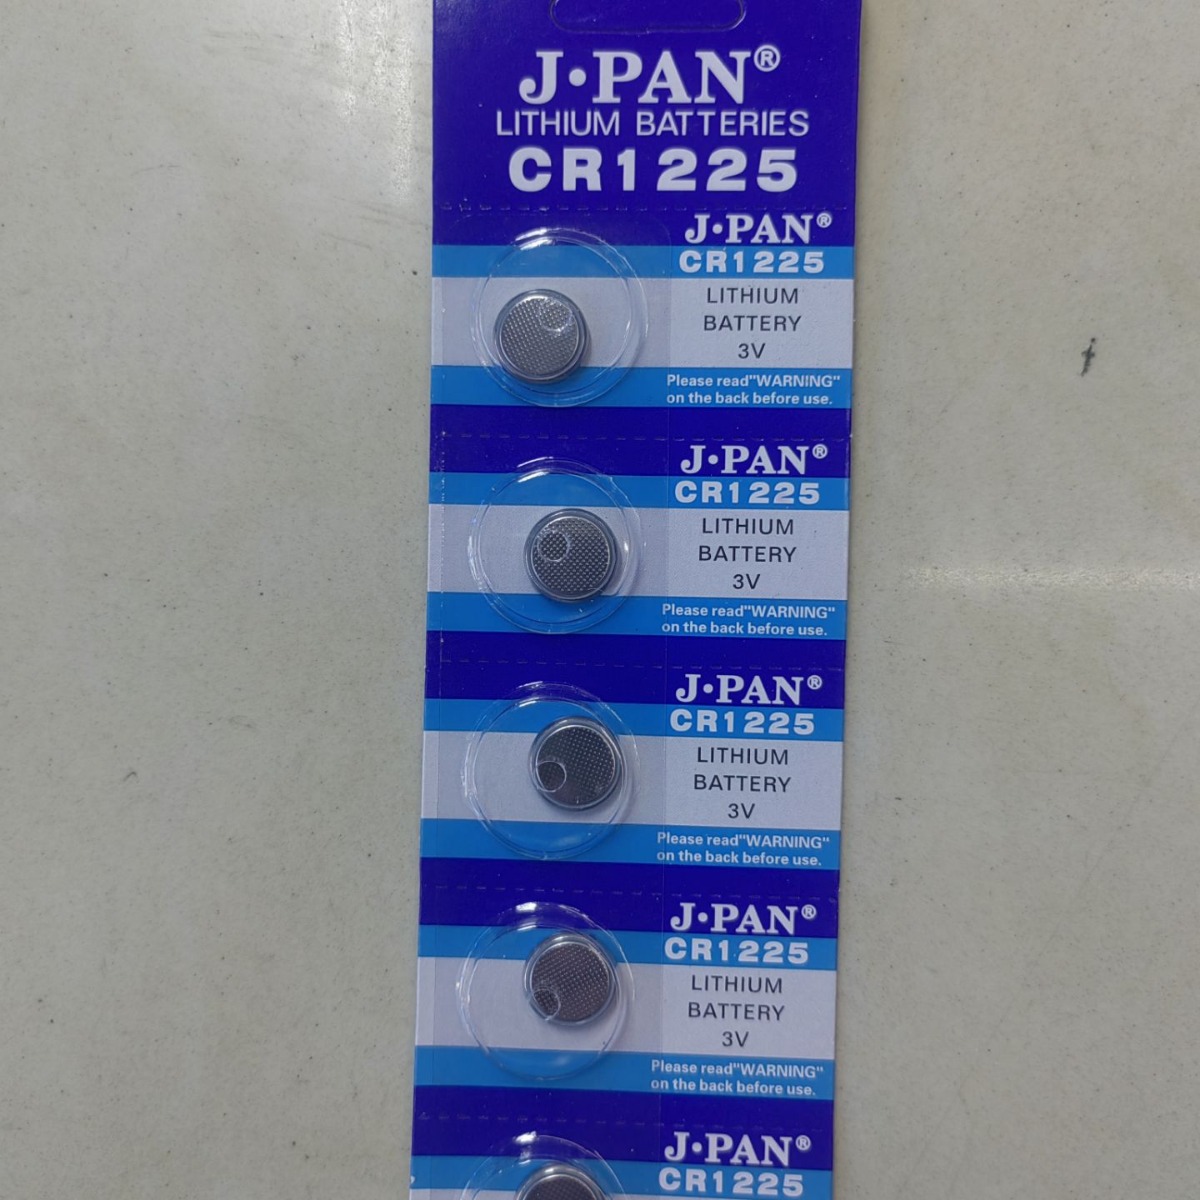 J·PAN®
LITHIUM BATTERIES
CR1225
J·PAN®
CR1225
LITHIUM
BATTERY
3V
Please read"WARNING"
on the back before use.
J·PAN®
CR1225
LITHIUM
BATTERY
3V
Please read"WARNING"
on the back before use.
J·PAN®
CR1225
LITHIUM
BATTERY
3V
Please read"WARNING"
on the back before use.
J·PAN®
CR1225
LITHIUM
BATTERY
3V
Please read"WARNING"
on the back before use.
J·PAN®
CR1225